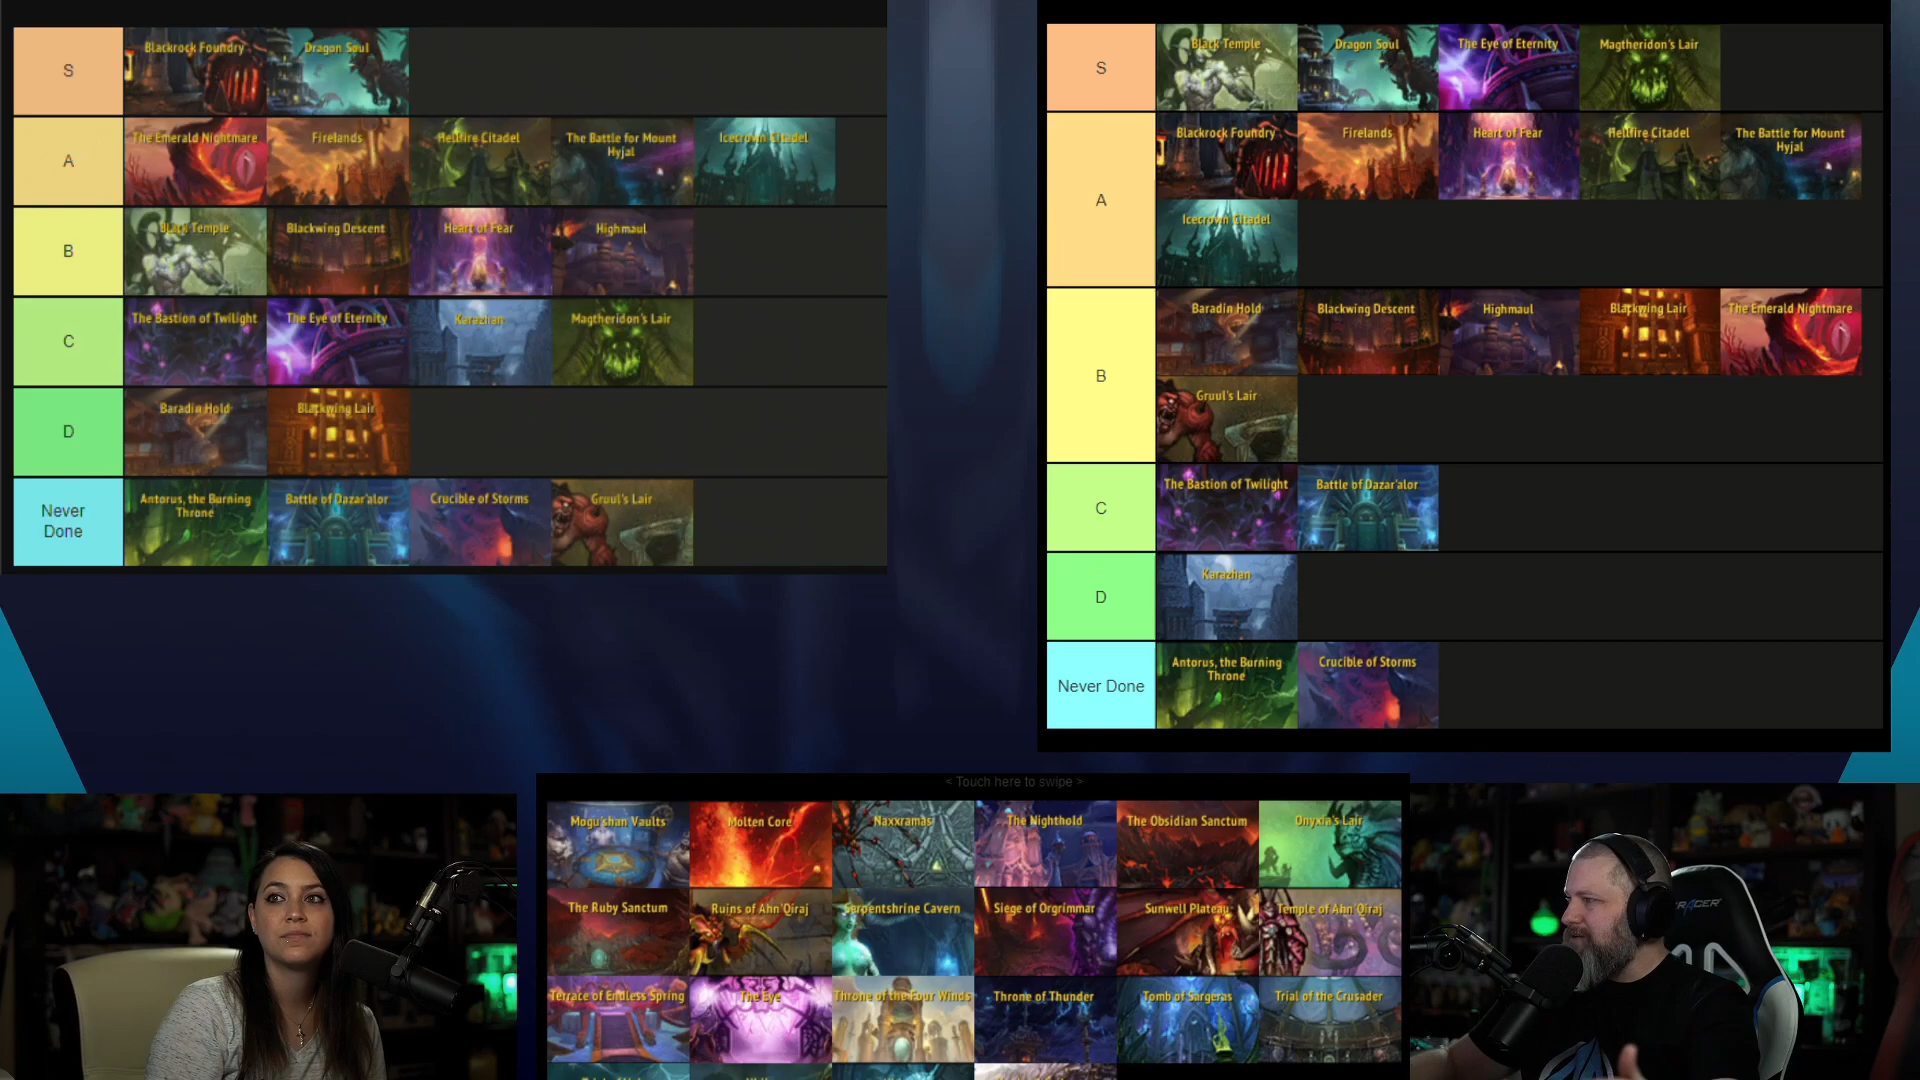 S
Blackrock Foundry
Dragon Soul
A
The Emerald Nightmare
Firelands
Hellfire Citadel
The Battle for Mount
Hyjal
Icecrown Citadel
B
Black Temple
Blackwing Descent
Heart of Fear
Highmaul
C
The Bastion of Twilight
The Eye of Eternity
Karazhan
Magtheridon's Lair
D
Baradin Hold
Blackwing Lair
Never
Done
Antorus, the Burning
Throne
Battle of Dazar'alor
Crucible of Storms
Gruul's Lair
S
Black Temple
Dragon Soul
The Eye of Eternity
Magtheridon's Lair
A
Blackrock Foundry
Firelands
Heart of Fear
Hellfire Citadel
The Battle for Mount
Hyjal
Icecrown Citadel
B
Baradin Hold
Blackwing Descent
Highmaul
Blackwing Lair
The Emerald Nightmare
Gruul's Lair
C
The Bastion of Twilight
Battle of Dazar'alor
D
Karazhan
Never Done
Antorus, the Burning
Throne
Crucible of Storms
< Touch here to swipe >
Mogu'shan Vaults
Molten Core
Naxxramas
The Nighthold
The Obsidian Sanctum
Onyxia's Lair
The Ruby Sanctum
Ruins of Ahn'Qiraj
Serpentshrine Cavern
Siege of Orgrimmar
Sunwell Plateau
Temple of Ahn'Qiraj
Terrace of Endless Spring
The Eye
Throne of the Four Winds
Throne of Thunder
Tomb of Sargeras
Trial of the Crusader